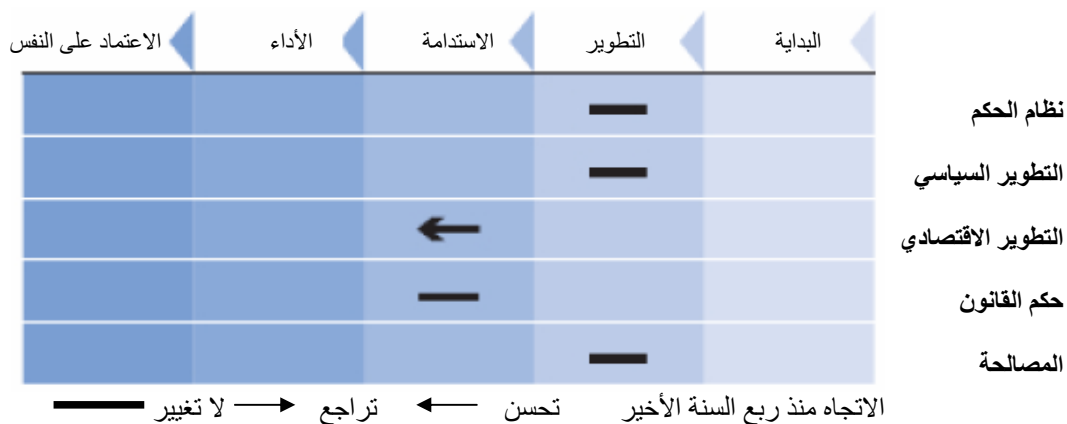 البداية التطوير الاستدامة الأداء الاعتماد على النفس
نظام الحكم
التطوير السياسي
التطوير الاقتصادي
حكم القانون
المصالحة
الاتجاه منذ ربع السنة الأخير تحسن تراجع لا تغيير